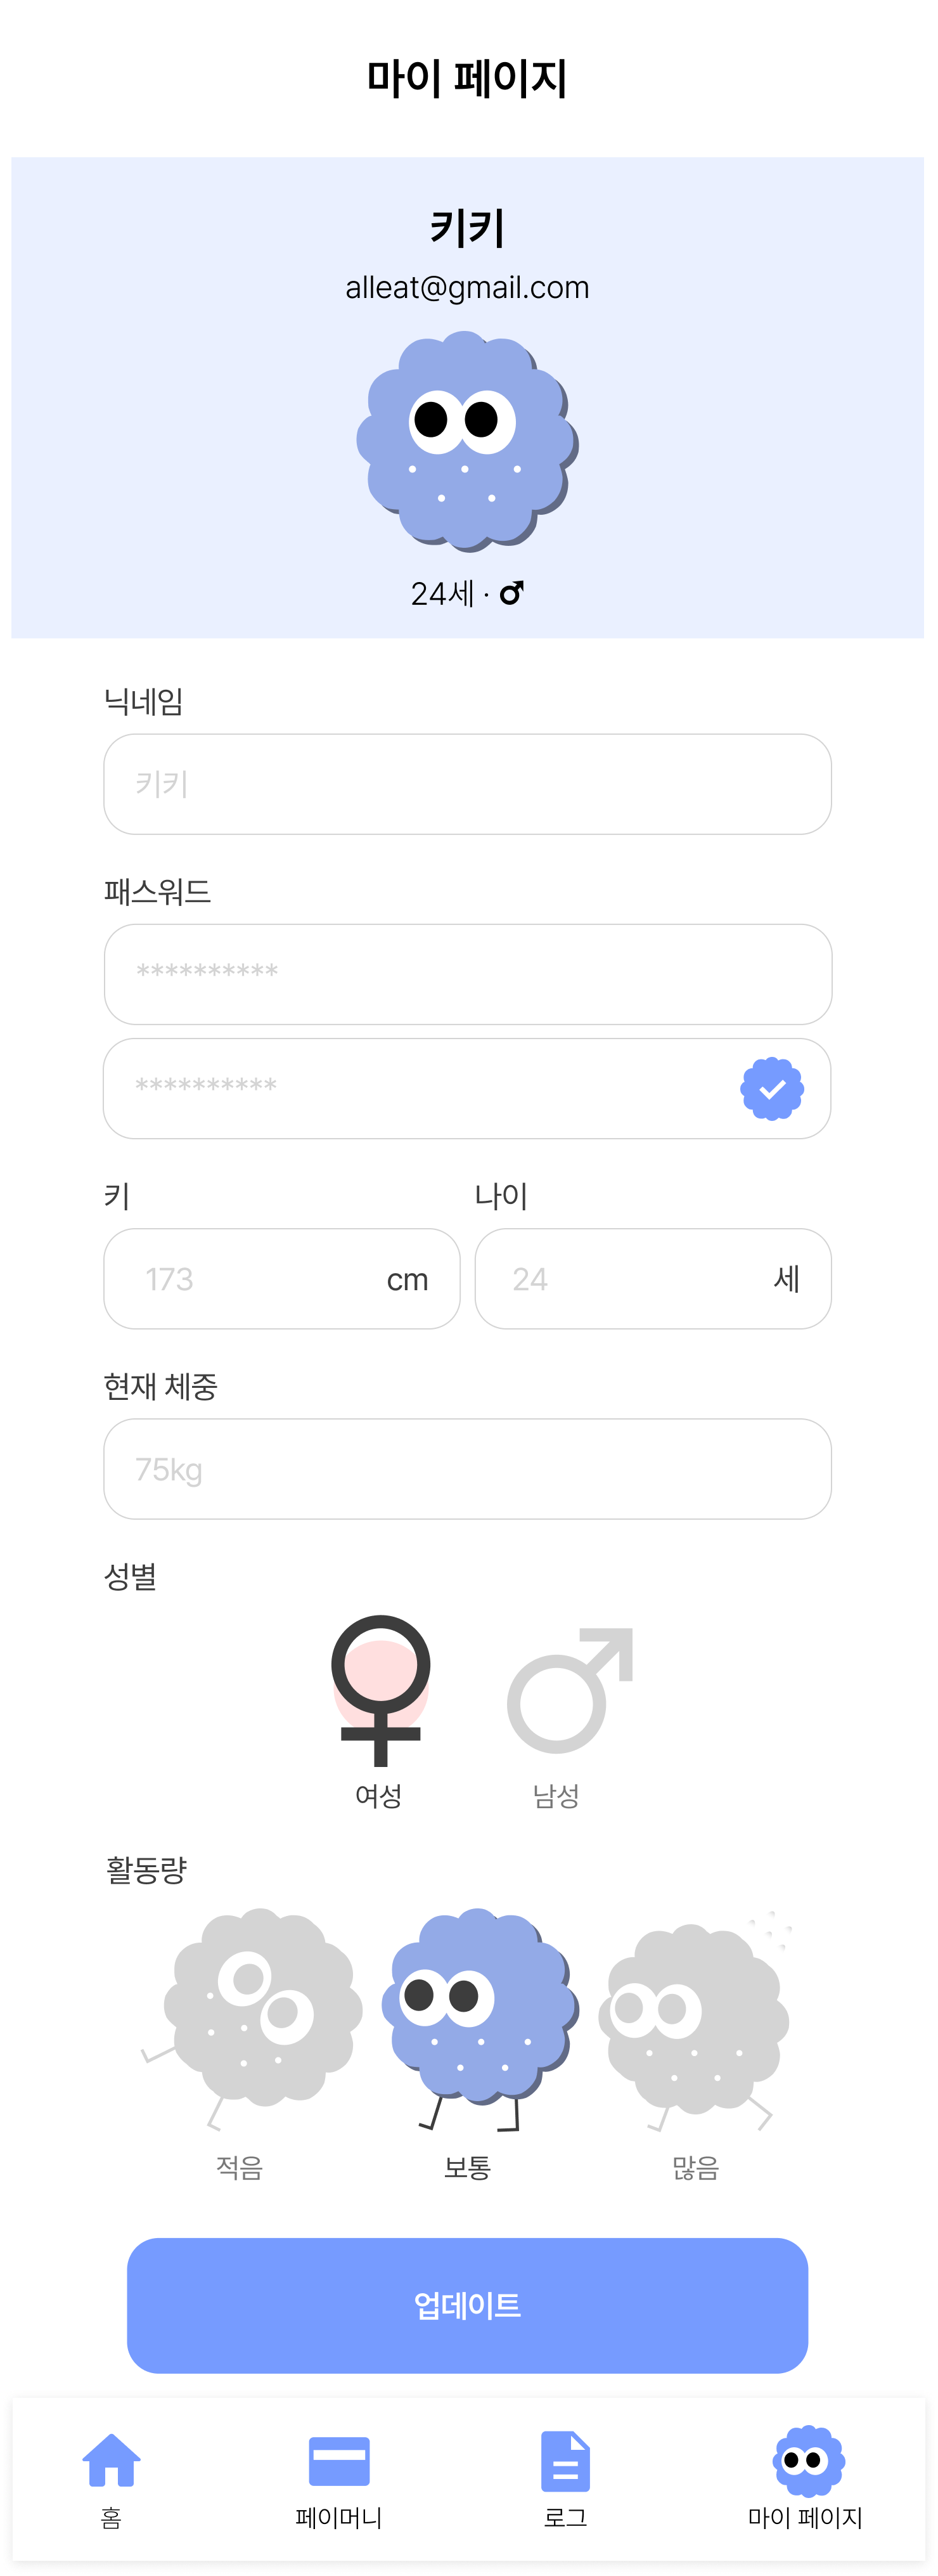 마이 페이지
키키
alleat@gmail.com
24세 · ♂
닉네임
키키
패스워드
**********
**********
키 나이
173 cm 24 세
현재 체중
75kg
성별
여성 남성
활동량
적음 보통 많음
업데이트
홈 페이머니 로그 마이 페이지